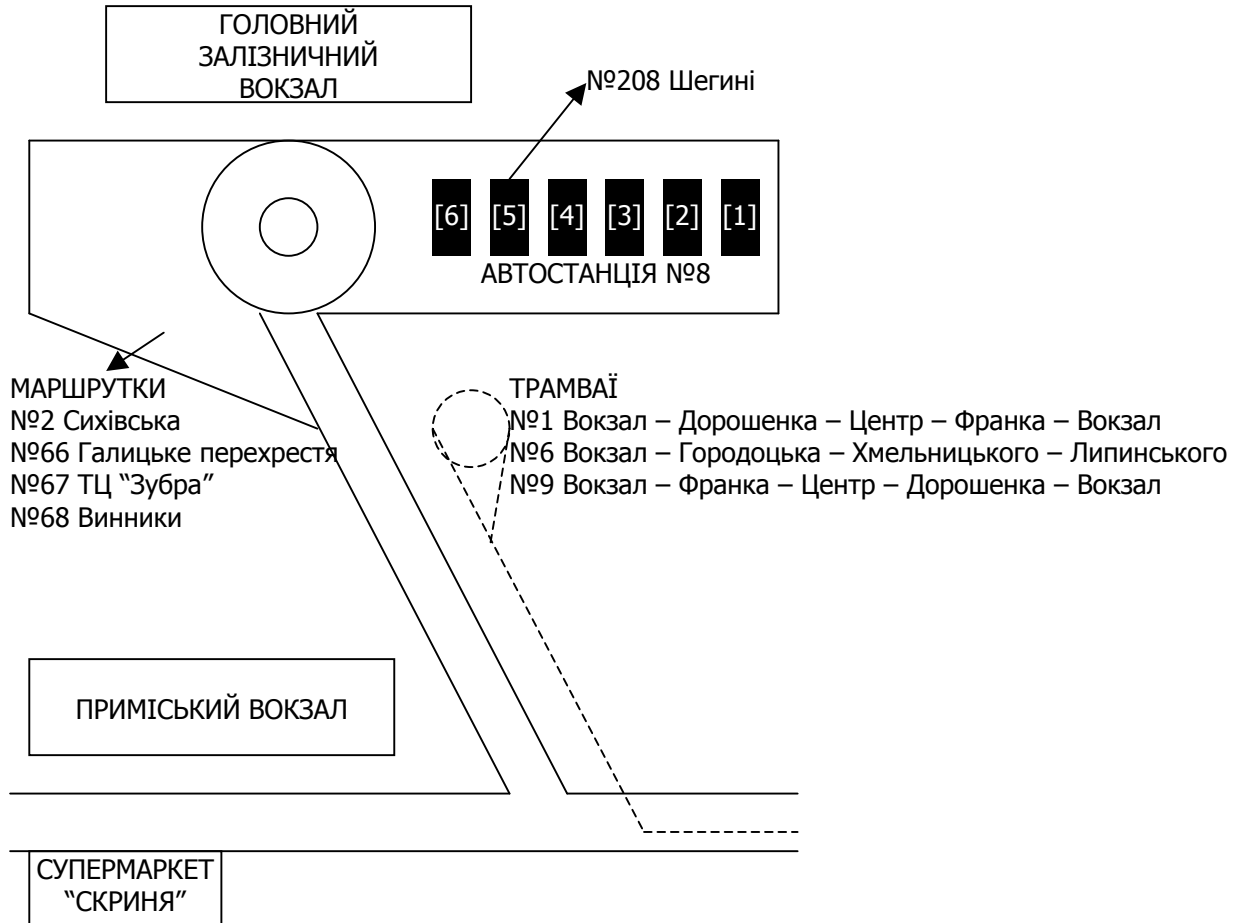 ГОЛОВНИЙ
ЗАЛІЗНИЧНИЙ
ВОКЗАЛ
№208 Шегині
[6] [5] [4] [3] [2] [1]
АВТОСТАНЦІЯ №8
МАРШРУТКИ
№2 Сихівська
№66 Галицьке перехрестя
№67 ТЦ “Зубра”
№68 Винники
ТРАМВАЇ
№1 Вокзал – Дорошенка – Центр – Франка – Вокзал
№6 Вокзал – Городоцька – Хмельницького – Липинського
№9 Вокзал – Франка – Центр – Дорошенка – Вокзал
ПРИМІСЬКИЙ ВОКЗАЛ
СУПЕРМАРКЕТ
“СКРИНЯ”